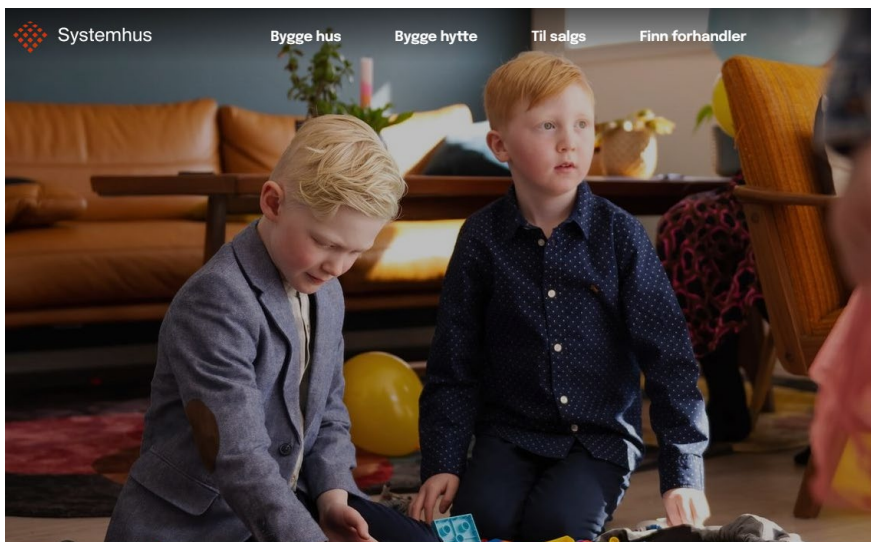 Systemhus
Bygge hus
Bygge hytte
Til salgs
Finn forhandler